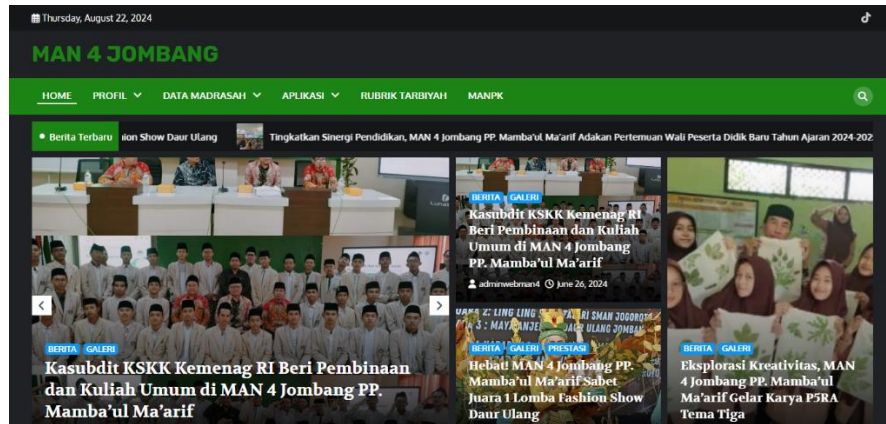 Thursday, August 22, 2024
MAN 4 JOMBANG
HOME PROFIL DATA MADRASAH APLIKASI RUBRIK TARBIYAH MANPK
Berita Terbaru ion Show Daur Ulang Tingkatkan Sinergi Pendidikan, MAN 4 Jombang PP. Mamba'ul Ma'arif Adakan Pertemuan Wali Peserta Didik Baru Tahun Ajaran 2024-202
BERITA GALERI
Kasubdit KSKK Kemenag RI Beri Pembinaan
dan Kuliah Umum di MAN 4 Jombang PP.
Mamba'ul Ma'arif
BERITA GALERI
Kasubdit KSKK Kemenag RI
Beri Pembinaan dan Kuliah
Umum di MAN 4 Jombang
PP. Mamba'ul Ma'arif
adminwebman4 June 26, 2024
BERITA GALERI PRESTASI
Hebat! MAN 4 Jombang PP.
Mamba'ul Ma'arif Sabet
Juara 1 Lomba Fashion Show
Daur Ulang
BERITA GALERI
Eksplorasi Kreativitas, MAN
4 Jombang PP. Mamba'ul
Ma'arif Gelar Karya P5RA
Tema Tiga